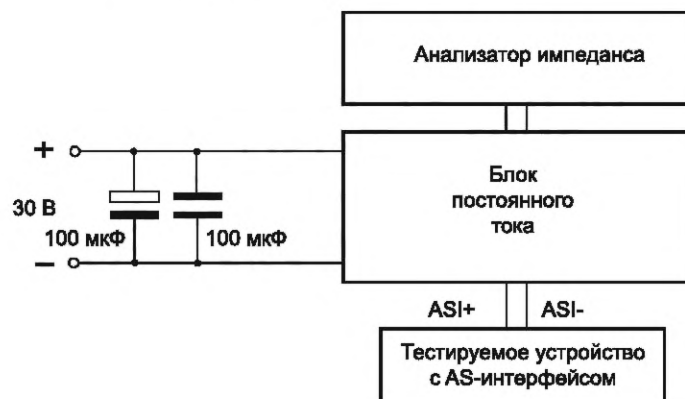 Анализатор импеданса
+
30 В
100 мкФ
100 мкФ
−
Блок
постоянного
тока
ASI+
ASI-
Тестируемое устройство
с AS-интерфейсом